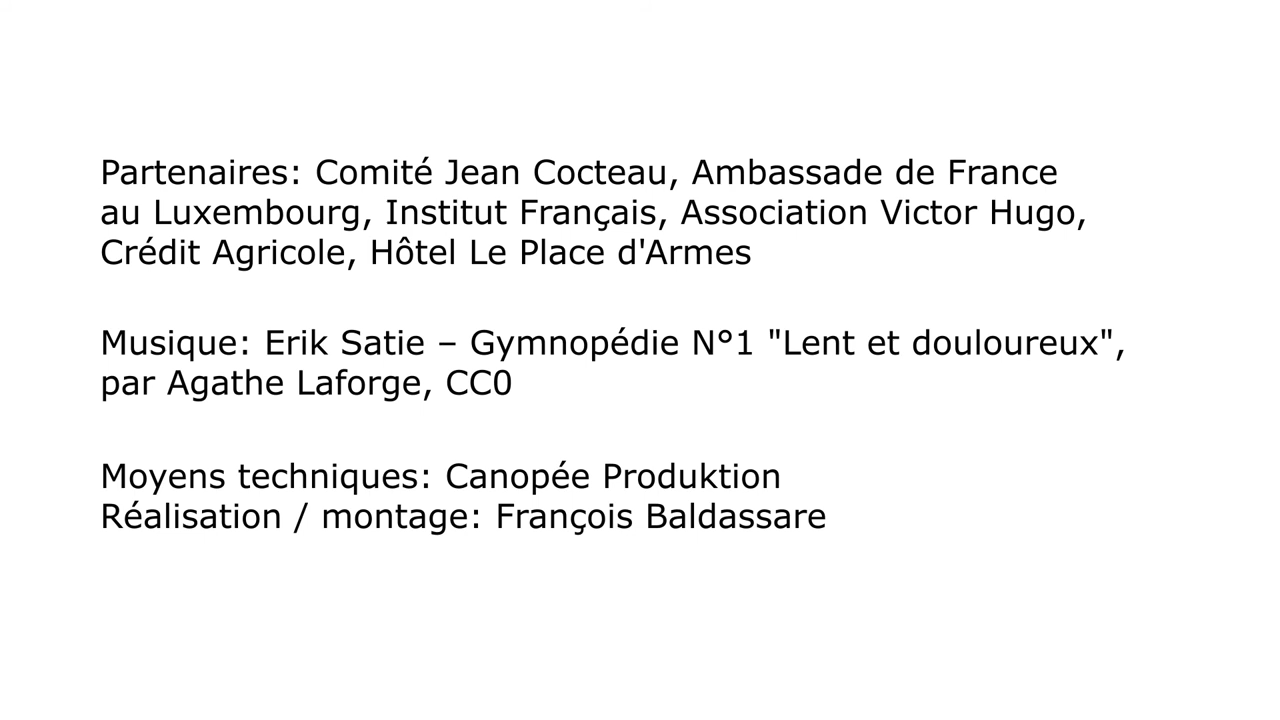 Partenaires: Comité Jean Cocteau, Ambassade de France
au Luxembourg, Institut Français, Association Victor Hugo,
Crédit Agricole, Hôtel Le Place d'Armes
Musique: Erik Satie – Gymnopédie N°1 "Lent et douloureux",
par Agathe Laforge, CC0
Moyens techniques: Canopée Produktion
Réalisation / montage: François Baldassare